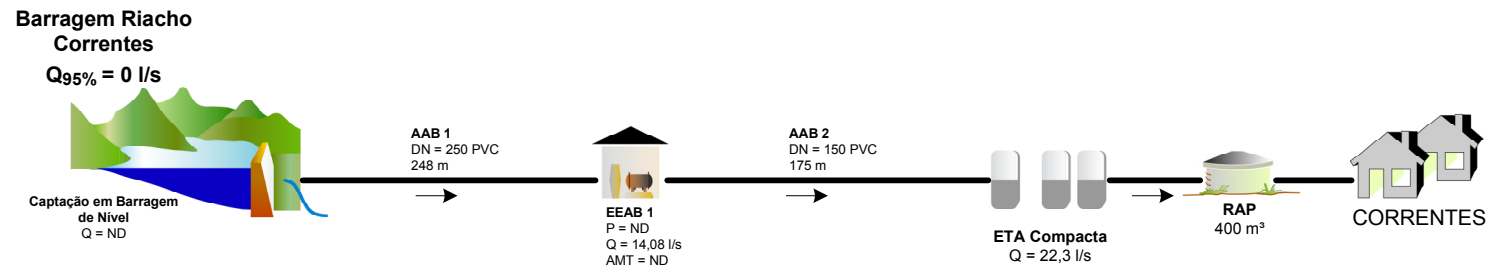 Barragem Riacho
Correntes
Q95% = 0 l/s
Captação em Barragem
de Nível
Q = ND
AAB 1
DN = 250 PVC
248 m
EEAB 1
P = ND
Q = 14,08 l/s
AMT = ND
AAB 2
DN = 150 PVC
175 m
ETA Compacta
Q = 22,3 l/s
RAP
400 m³
CORRENTES